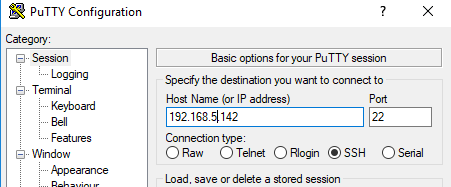 PuTTY Configuration
Category:
Session
Logging
Terminal
Keyboard
Bell
Features
Window
Appearance
Behaviour
Basic options for your PuTTY session
Specify the destination you want to connect to
Host Name (or IP address) Port
192.168.5.142 22
Connection type:
Raw Telnet Rlogin SSH Serial
Load, save or delete a stored session